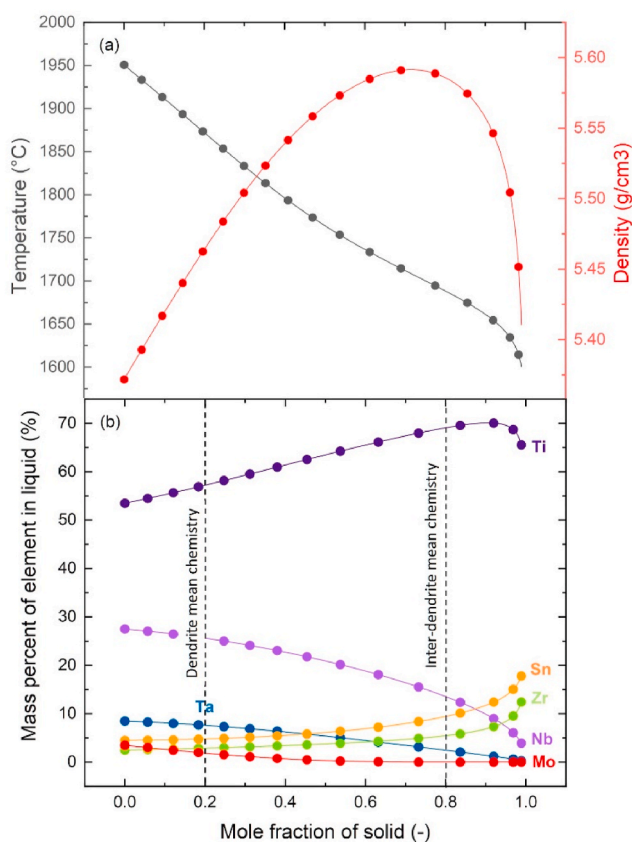 (a)
2000
1950
1900
1850
1800
1750
1700
1650
1600
Temperature (°C)
5.60
5.55
5.50
5.45
5.40
Density (g/cm3)
(b)
70
60
50
40
30
20
10
0
Mass percent of element in liquid (%)
Dendrite mean chemistry
Inter-dendrite mean chemistry
Ti
Sn
Zr
Ta
Nb
Mo
0.0 0.2 0.4 0.6 0.8 1.0
Mole fraction of solid (-)